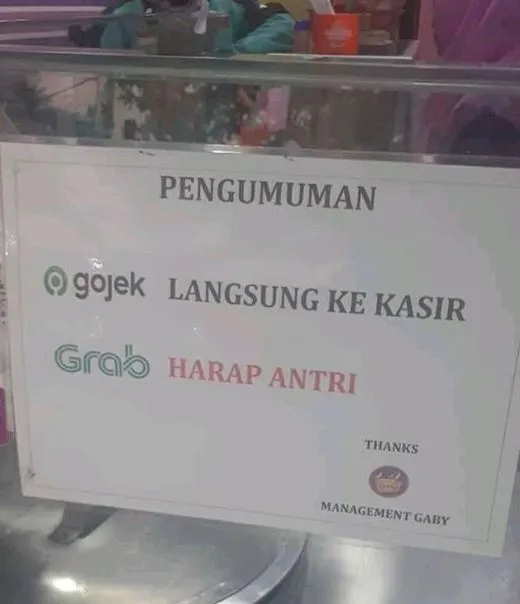 PENGUMUMAN
gojek LANGSUNG KE KASIR
Grab HARAP ANTRI
THANKS
MANAGEMENT GABY